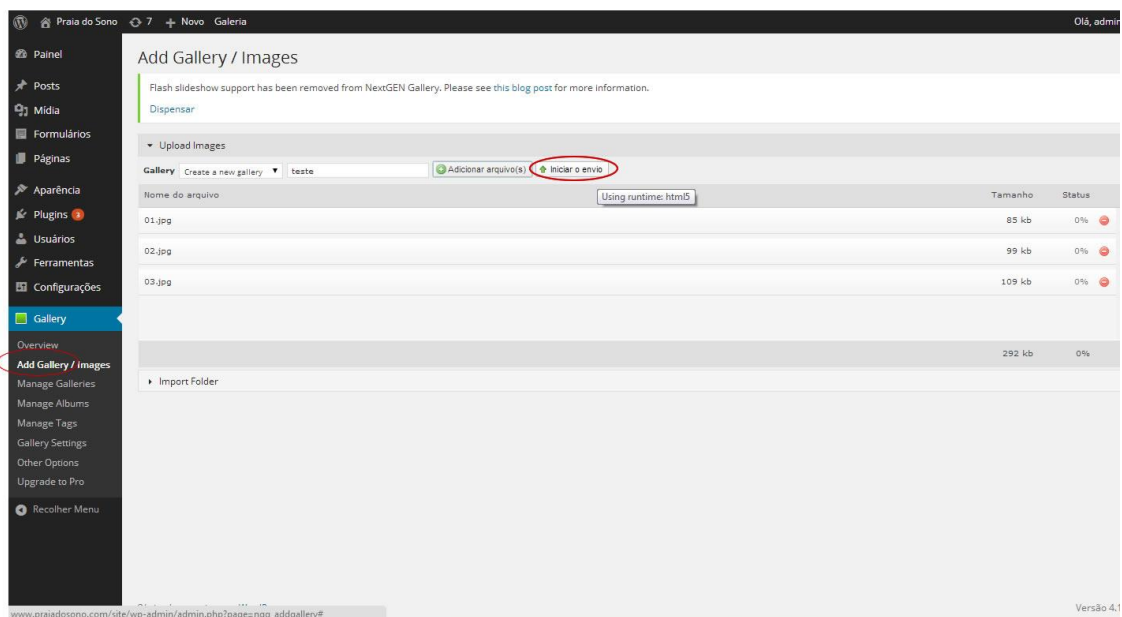 Praia do Sono 7 Novo Galeria Olá, admin
Painel
Posts
Mídia
Formulários
Páginas
Aparência
Plugins 3
Usuários
Ferramentas
Configurações
Gallery
Overview
Add Gallery / Images
Manage Galleries
Manage Albums
Manage Tags
Gallery Settings
Other Options
Upgrade to Pro
Recolher Menu
Add Gallery / Images
Flash slideshow support has been removed from NextGEN Gallery. Please see this blog post for more information.
Dispensar
Upload Images
Gallery Create a new gallery teste Adicionar arquivo(s) Iniciar o envio
Using runtime: html5
Nome do arquivo Tamanho Status
01.jpg 85 kb 0%
02.jpg 99 kb 0%
03.jpg 109 kb 0%
292 kb 0%
Import Folder
www.praiadosono.com/site/wp-admin/admin.php?page=ngg_addgallery#
Versão 4.1